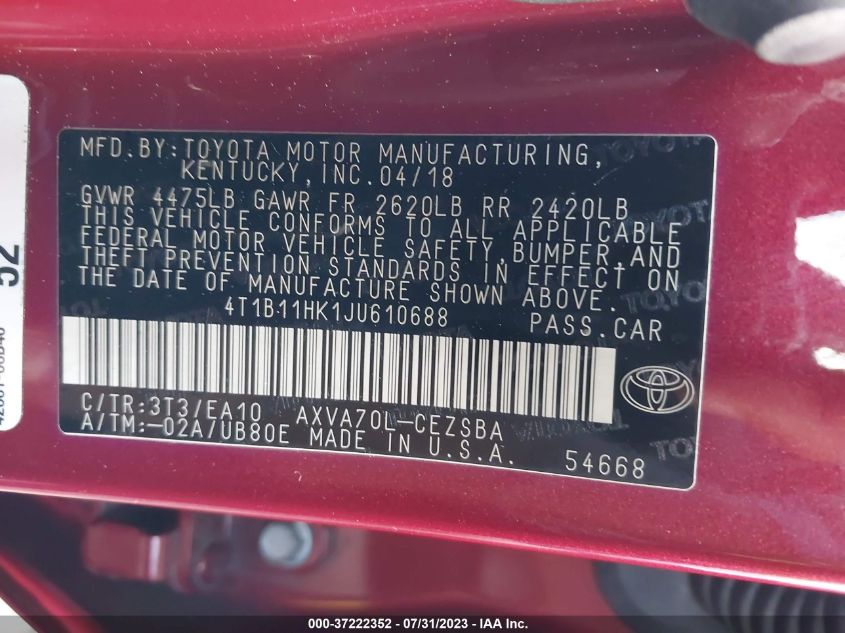 MFD.BY:TOYOTA MOTOR MANUFACTURING,
KENTUCKY, INC. 04/18
GVWR 4475LB GAWR FR 2620LB RR 2420LB
THIS VEHICLE CONFORMS TO ALL APPLICABLE
FEDERAL MOTOR VEHICLE SAFETY, BUMPER, AND
THEFT PREVENTION STANDARDS IN EFFECT ON
THE DATE OF MANUFACTURE SHOWN ABOVE.
4T1B11HK1JU610688 PASS.CAR
C/TR:3T3/EA10 AXVA70L-CEZSBA
A/TM:-02A/UB80E MADE IN U.S.A.
54668
52
000-37222352 / 07/31/2023 - © Copyright 2023 IAA, Inc.